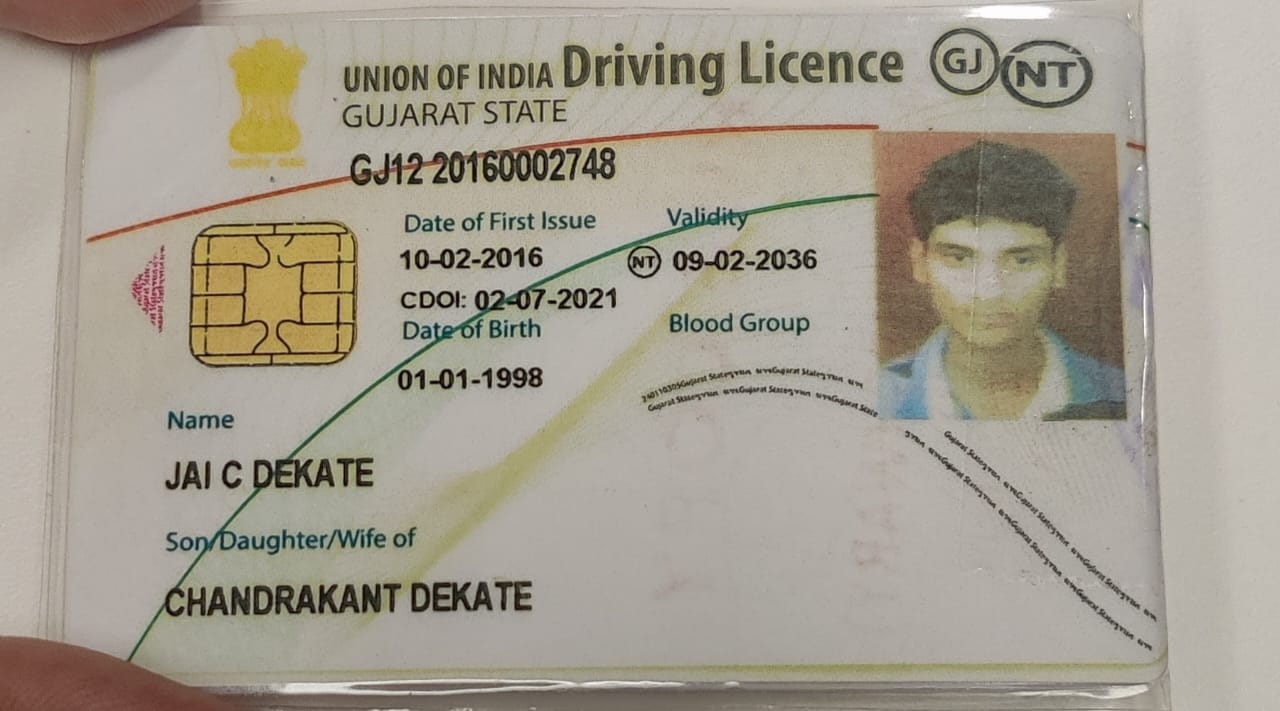 UNION OF INDIA Driving Licence GJ NT
GUJARAT STATE
GJ12 20160002748
Date of First Issue Validity
10-02-2016 NT 09-02-2036
CDOI: 02-07-2021
Date of Birth Blood Group
01-01-1998
Name
JAI C DEKATE
Son/Daughter/Wife of
CHANDRAKANT DEKATE